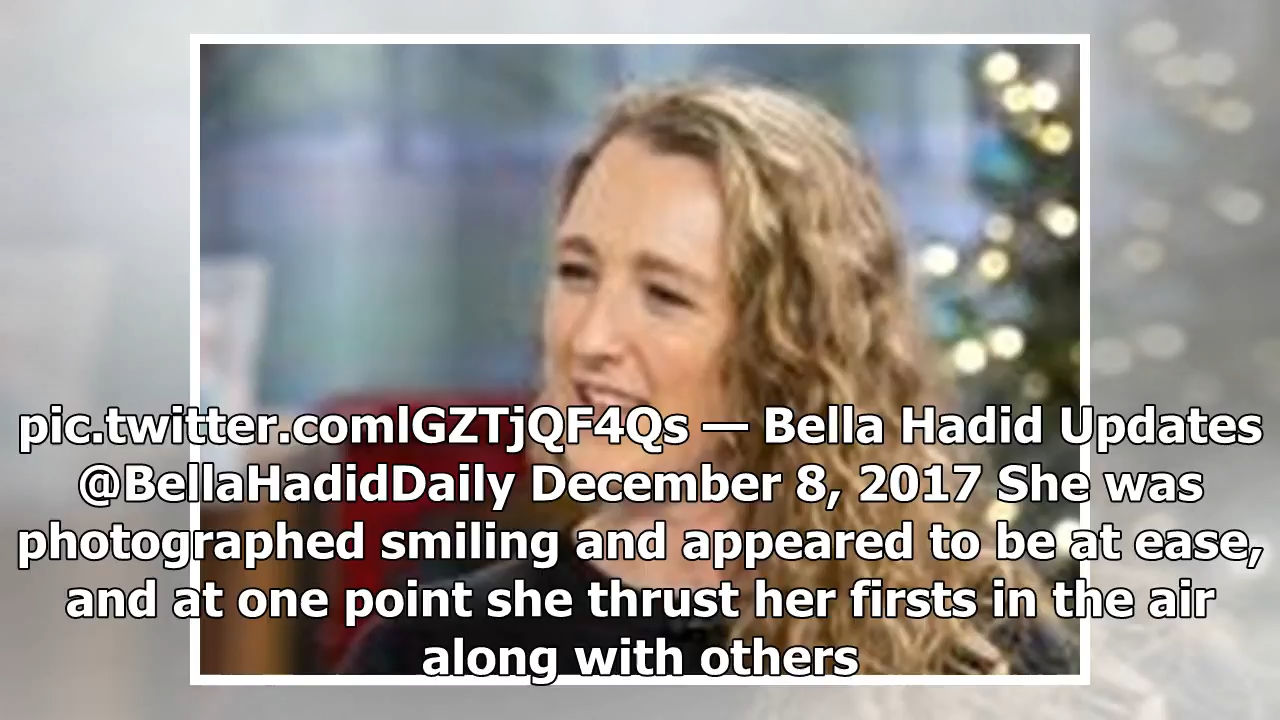 pic.twitter.comlGZTjQF4Qs — Bella Hadid Updates
@BellaHadidDaily December 8, 2017 She was
photographed smiling and appeared to be at ease,
and at one point she thrust her firsts in the air
along with others